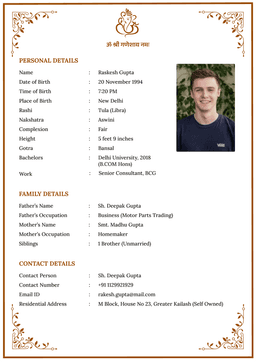 ॐ श्री गणेशाय नमः
PERSONAL DETAILS
Name : Raskesh Gupta
Date of Birth : 20 November 1994
Time of Birth : 7:20 PM
Place of Birth : New Delhi
Rashi : Tula (Libra)
Nakshatra : Aswini
Complexion : Fair
Height : 5 feet 9 inches
Gotra : Bansal
Bachelors : Delhi University, 2018
(B.COM Hons)
Work : Senior Consultant, BCG
FAMILY DETAILS
Father's Name : Sh. Deepak Gupta
Father's Occupation : Business (Motor Parts Trading)
Mother's Name : Smt. Madhu Gupta
Mother's Occupation : Homemaker
Siblings : 1 Brother (Unmarried)
CONTACT DETAILS
Contact Person : Sh. Deepak Gupta
Contact Number : +91 1129921929
Email ID : rakesh.gupta@mail.com
Residential Address : M Block, House No 23, Greater Kailash (Self Owned)